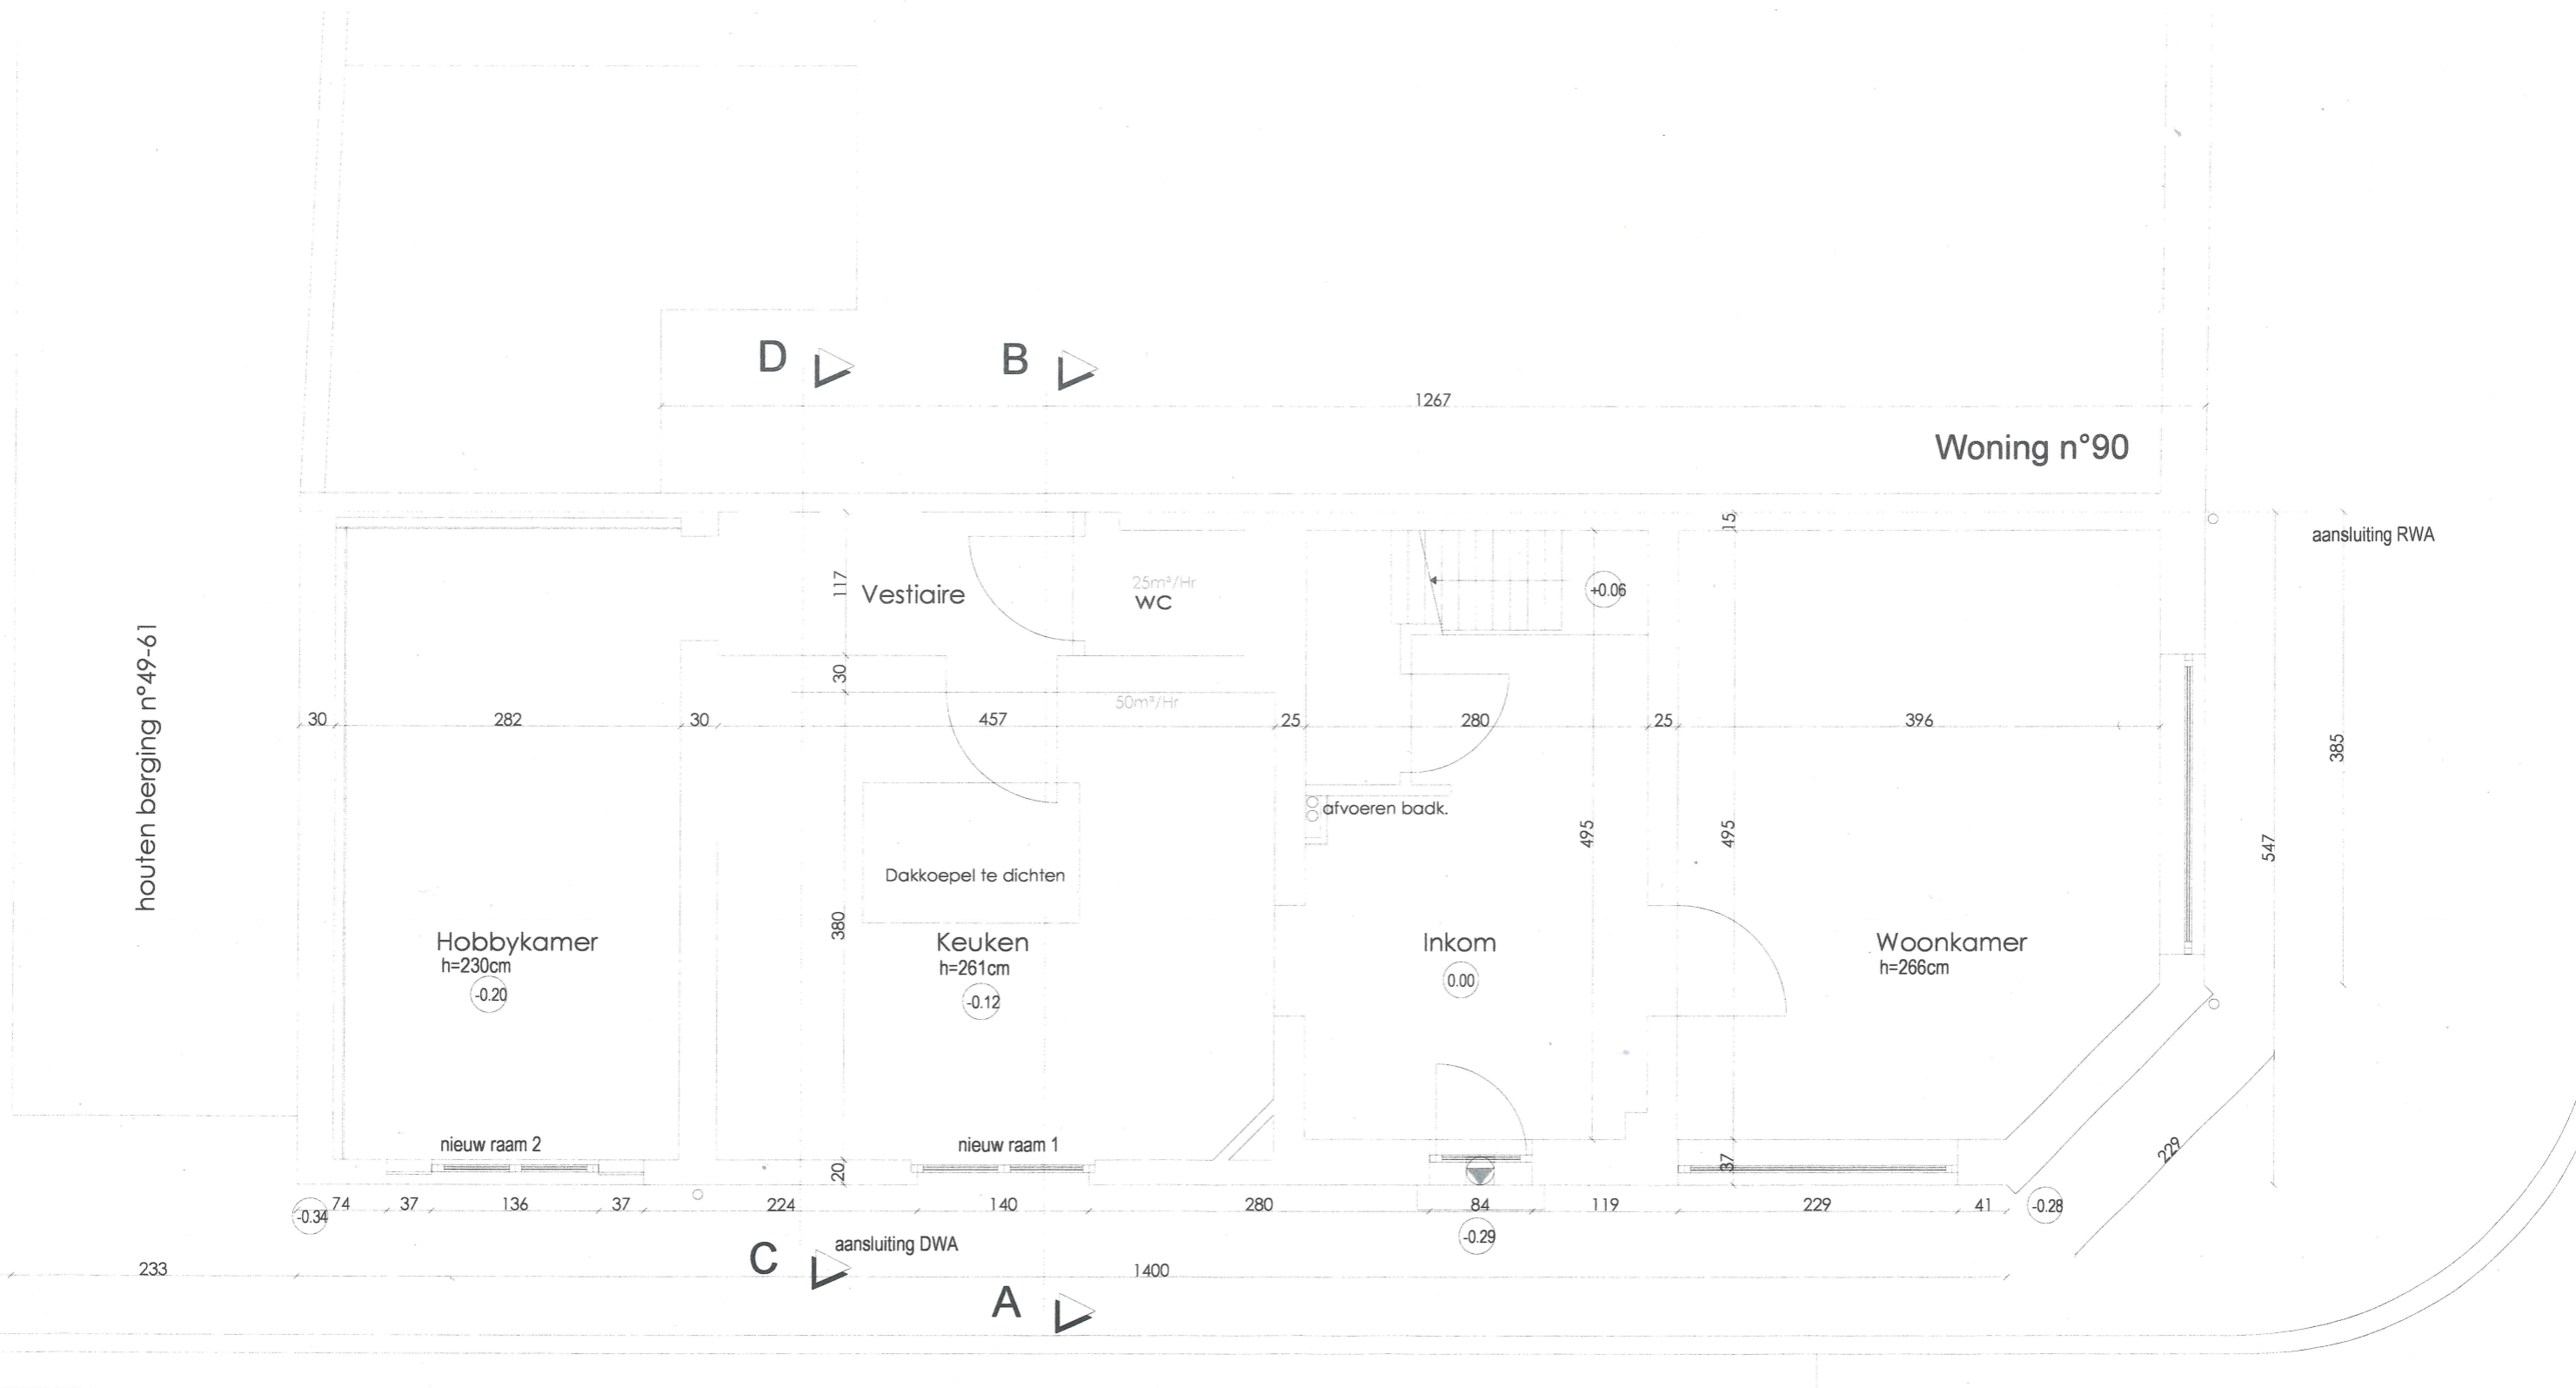 D
B
1267
Woning n°90
15
aansluiting RWA
117
Vestiaire
25m³/Hr
WC
+0.06
houten berging n°49-61
30
50m³/Hr
30
282
30
457
25
280
25
396
385
afvoeren badk.
495
495
547
Dakkoepel te dichten
380
Hobbykamer
h=230cm
-0.20
Keuken
h=261cm
-0.12
Inkom
0.00
Woonkamer
h=266cm
nieuw raam 2
nieuw raam 1
20
37
229
-0.34
74
37
136
37
224
140
280
84
119
229
41
-0.28
-0.29
C
aansluiting DWA
233
1400
A